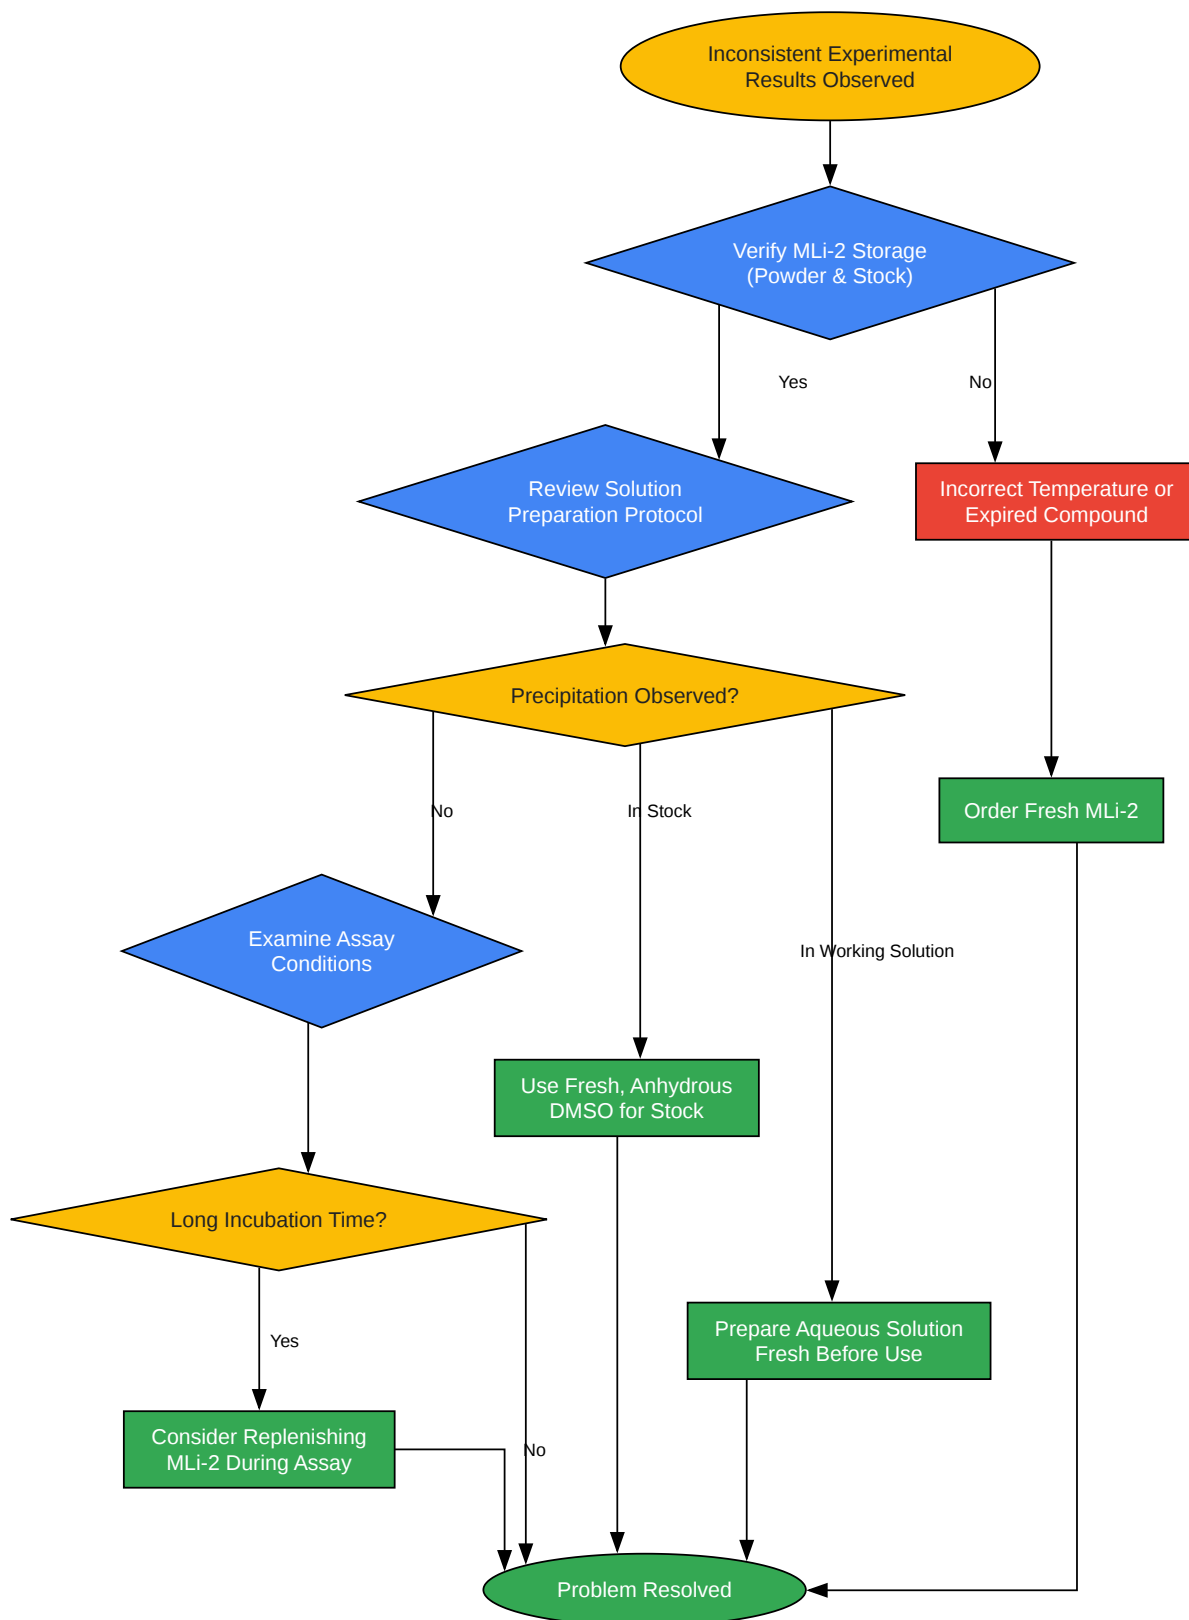 Inconsistent Experimental
Results Observed
Verify MLi-2 Storage
(Powder & Stock)
Yes
No
Review Solution
Preparation Protocol
Incorrect Temperature or
Expired Compound
Precipitation Observed?
No
In Stock
Order Fresh MLi-2
Examine Assay
Conditions
In Working Solution
Use Fresh, Anhydrous
DMSO for Stock
Long Incubation Time?
Yes
Prepare Aqueous Solution
Fresh Before Use
Consider Replenishing
MLi-2 During Assay
No
Problem Resolved